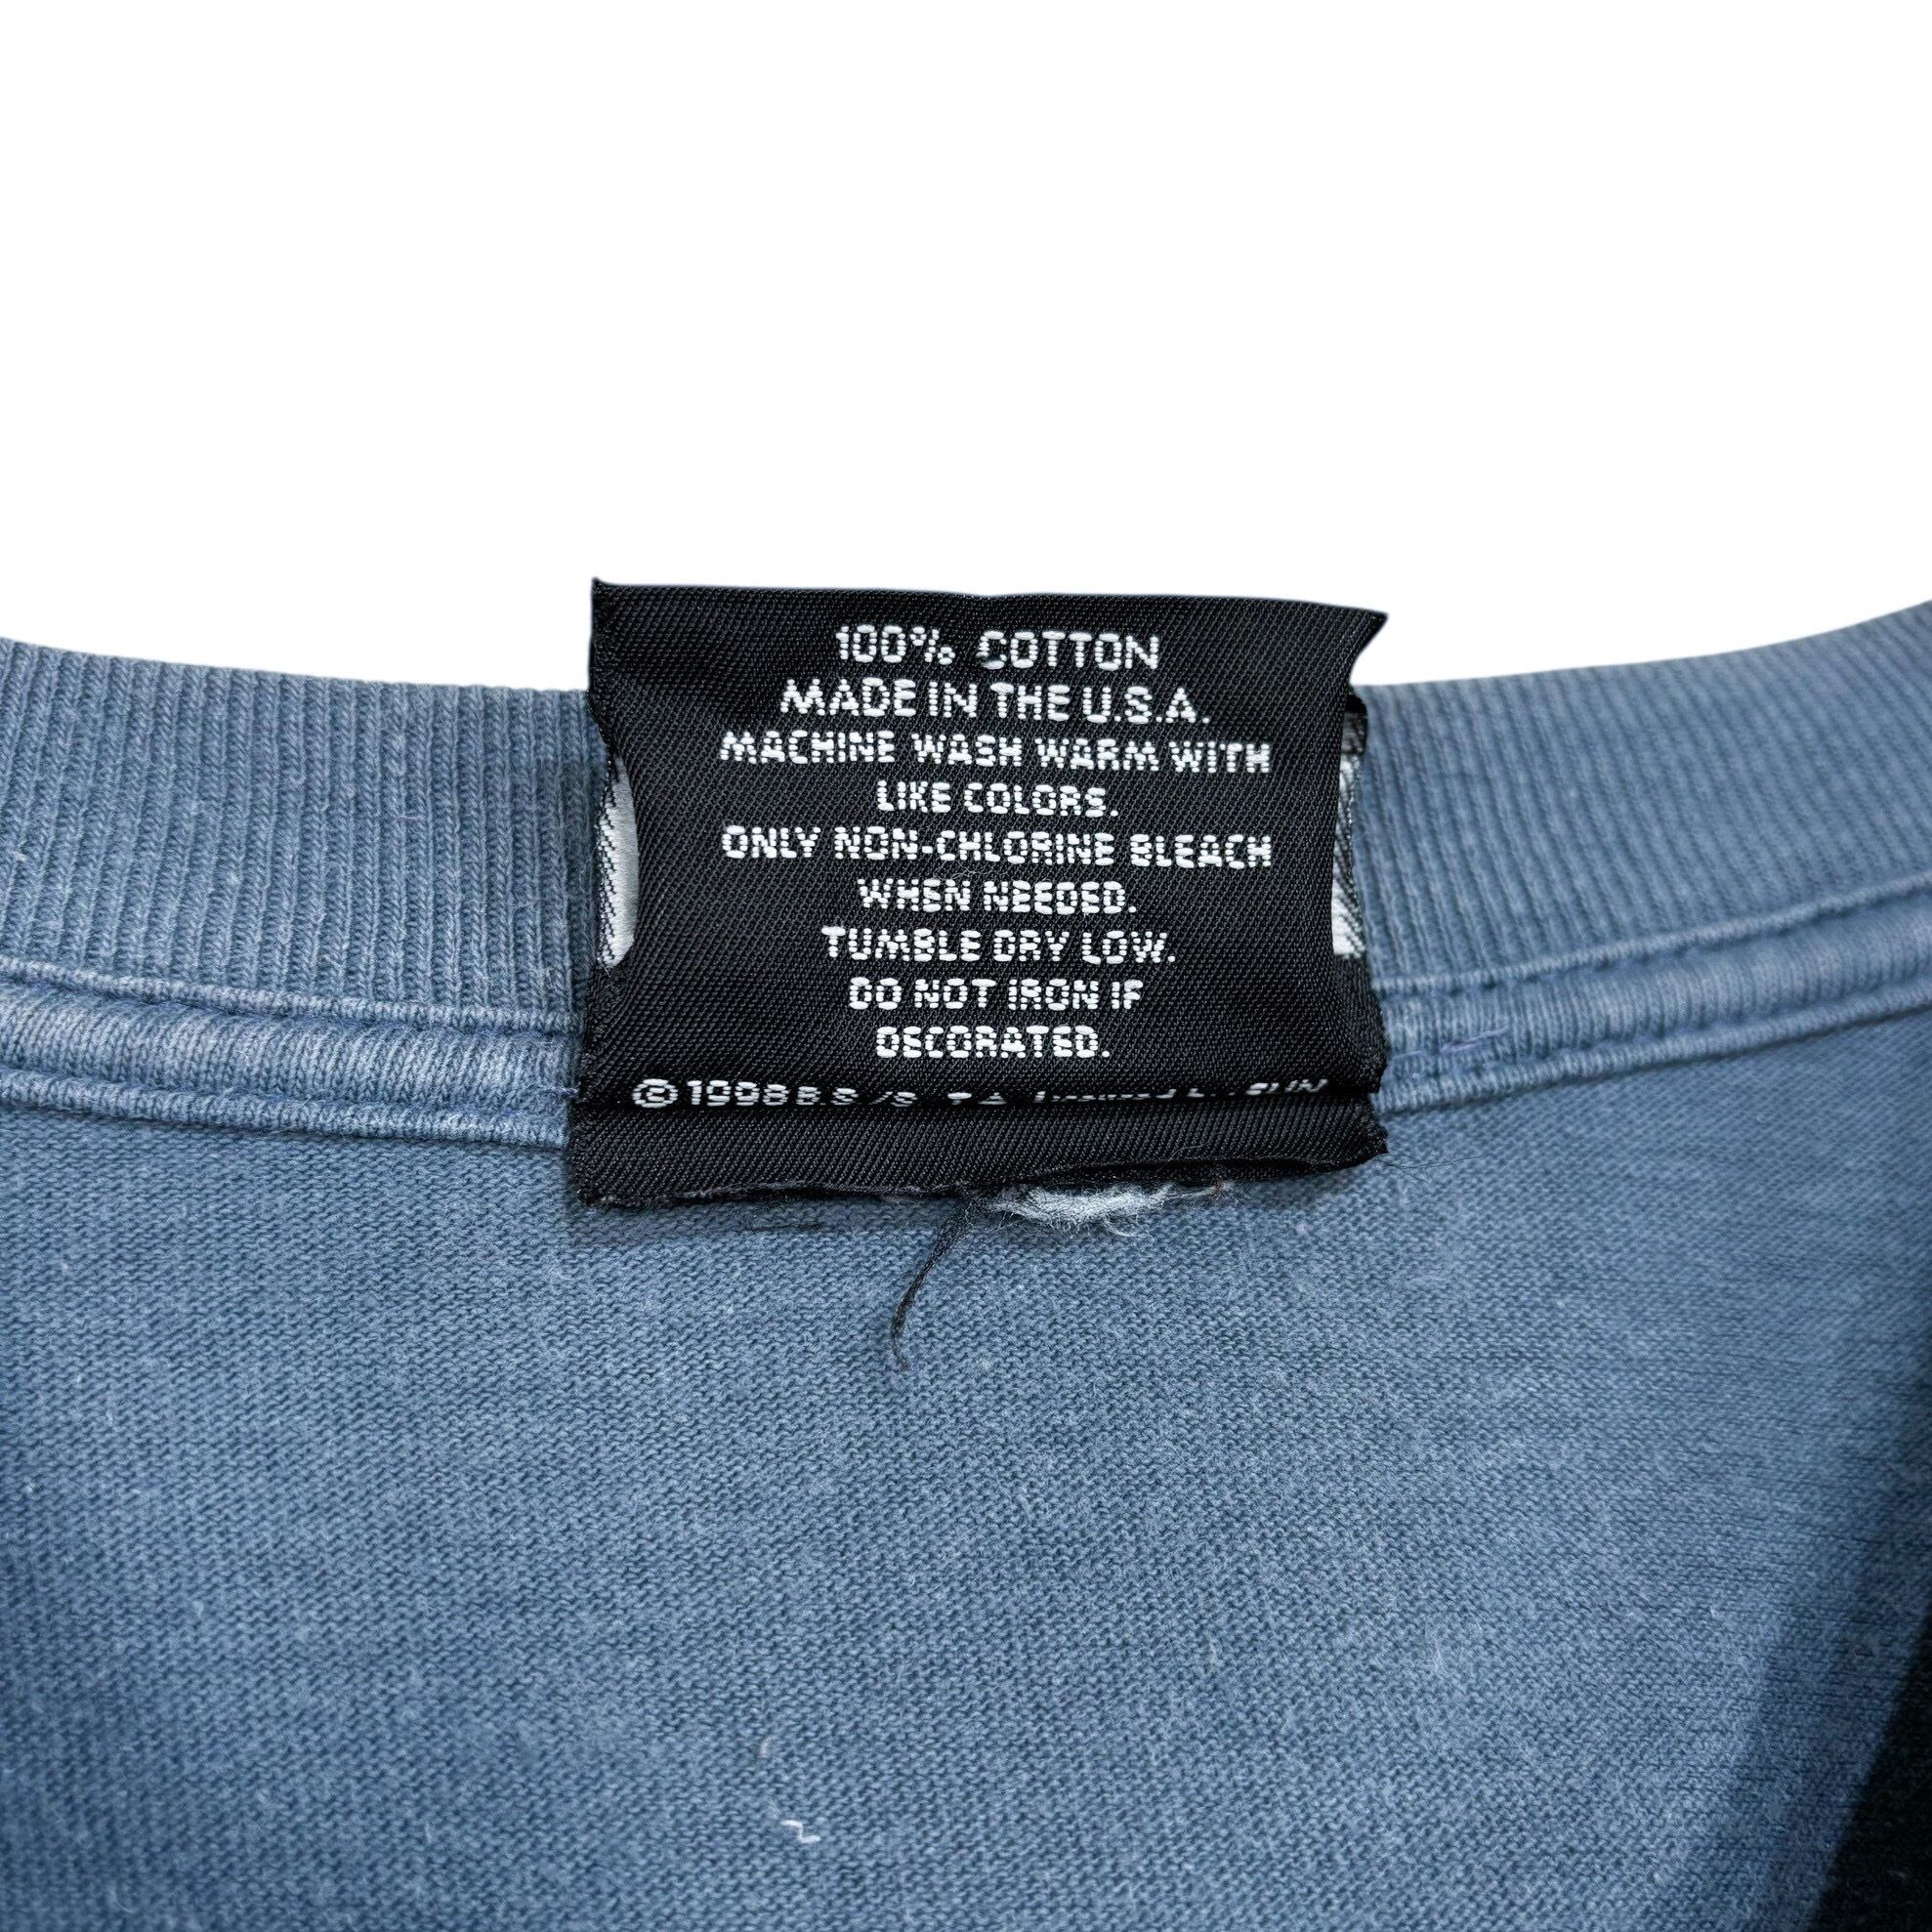 100% COTTON
MADE IN THE U.S.A.
MACHINE WASH WARM WITH
LIKE COLORS.
ONLY NON-CHLORINE BLEACH
WHEN NEEDED.
TUMBLE DRY LOW.
DO NOT IRON IF
DECORATED.
©1998